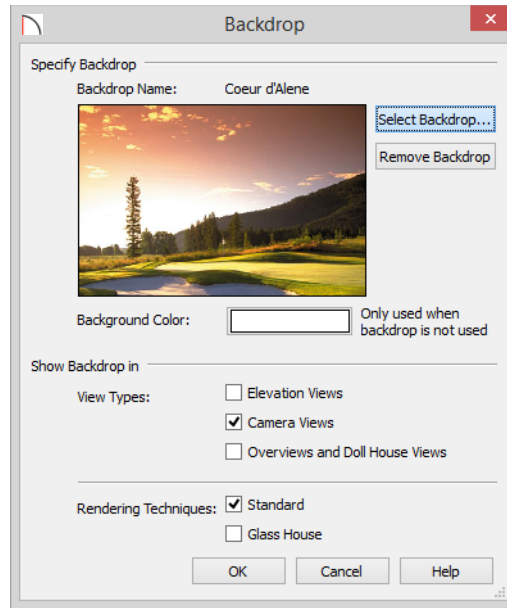 Backdrop
Specify Backdrop
Backdrop Name: Coeur d'Alene
Select Backdrop...
Remove Backdrop
Background Color:
Only used when
backdrop is not used
Show Backdrop in
View Types:
Elevation Views
Camera Views
Overviews and Doll House Views
Rendering Techniques:
Standard
Glass House
OK Cancel Help